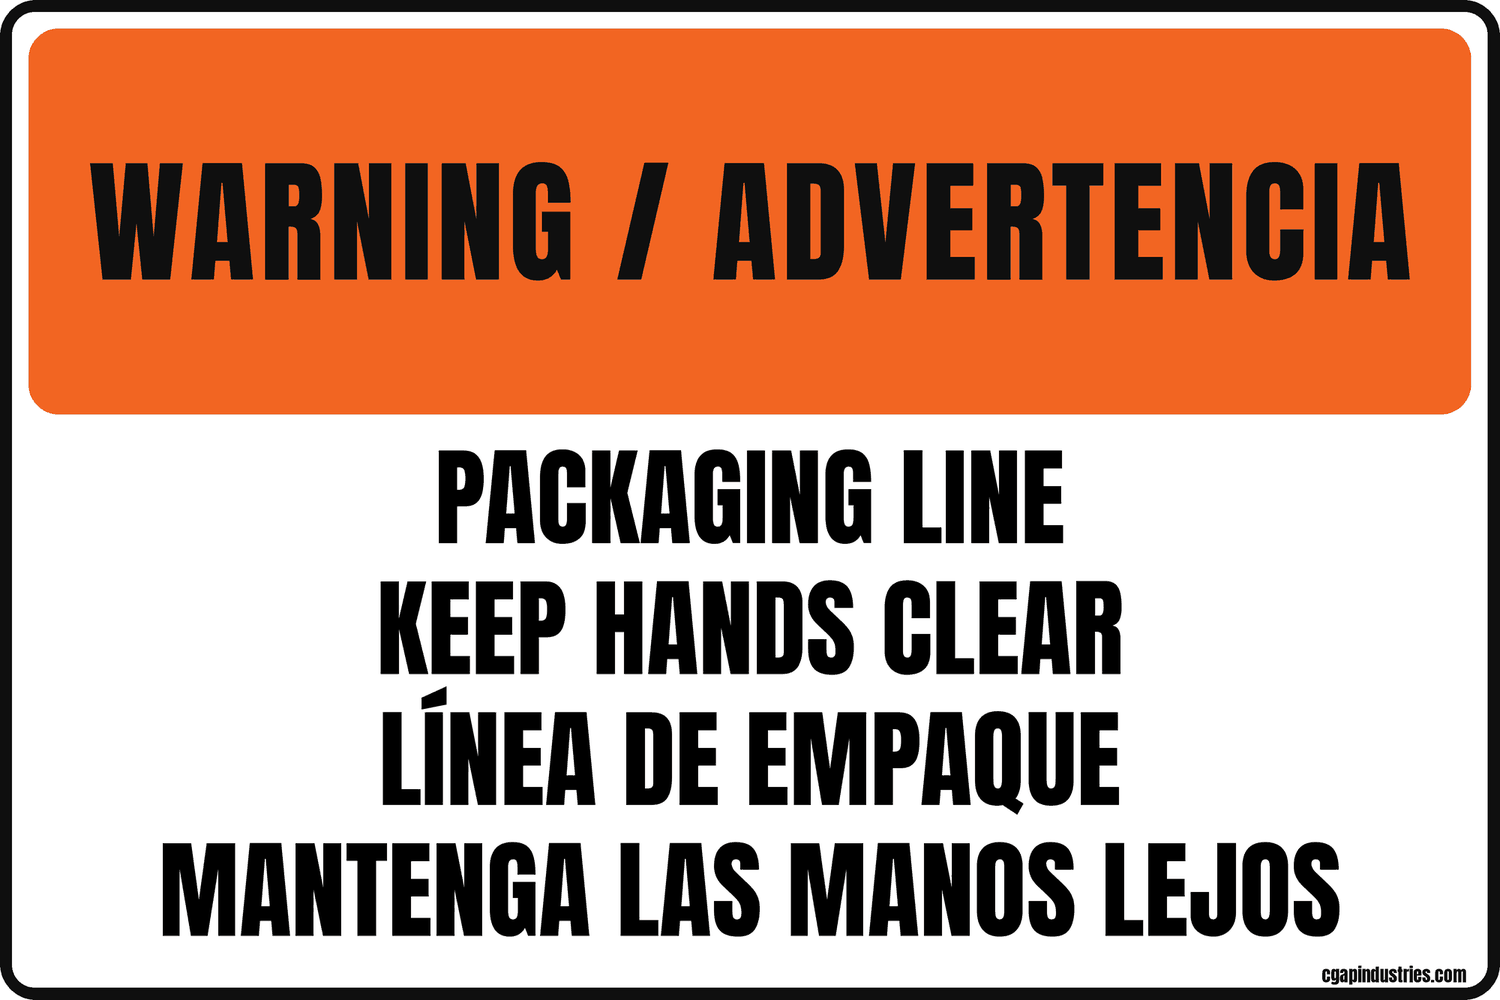 WARNING / ADVERTENCIA
PACKAGING LINE
KEEP HANDS CLEAR
LÍNEA DE EMPAQUE
MANTENGA LAS MANOS LEJOS
cgapindustries.com